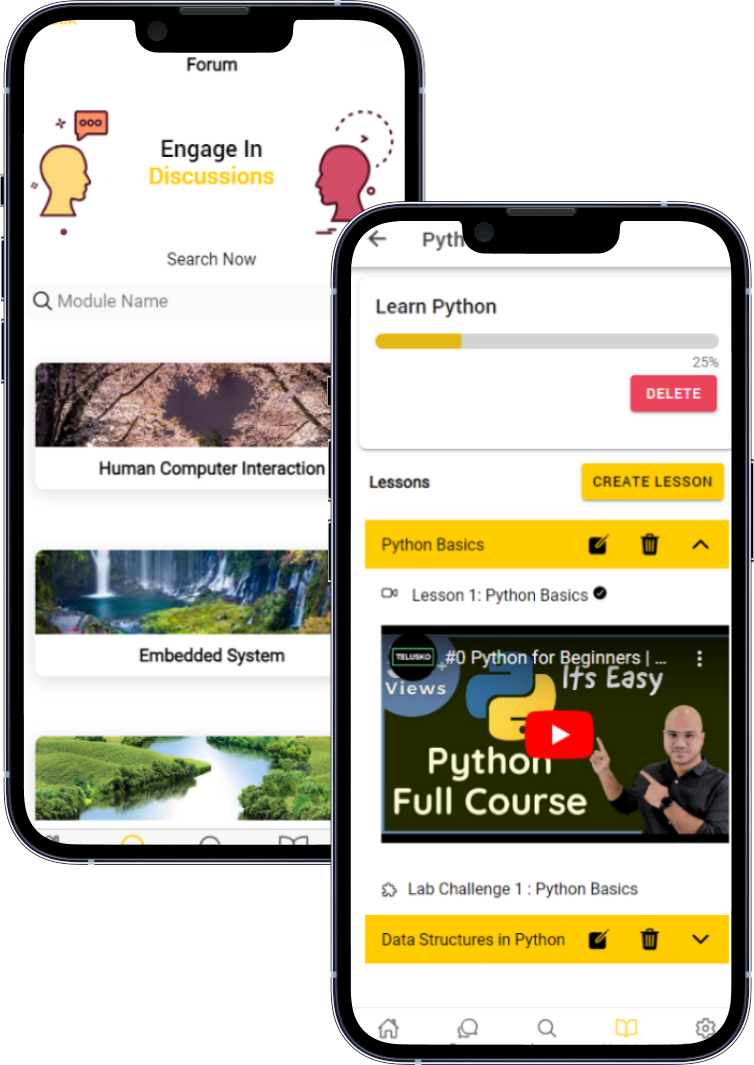 Forum
Engage In
Discussions
Search Now
Module Name
Human Computer Interaction
Embedded System
Learn Python
25%
DELETE
Lessons
CREATE LESSON
Python Basics
Lesson 1: Python Basics
TELUSKO
#0 Python for Beginners | ...
Views
Its Easy
Python
Full Course
Lab Challenge 1 : Python Basics
Data Structures in Python